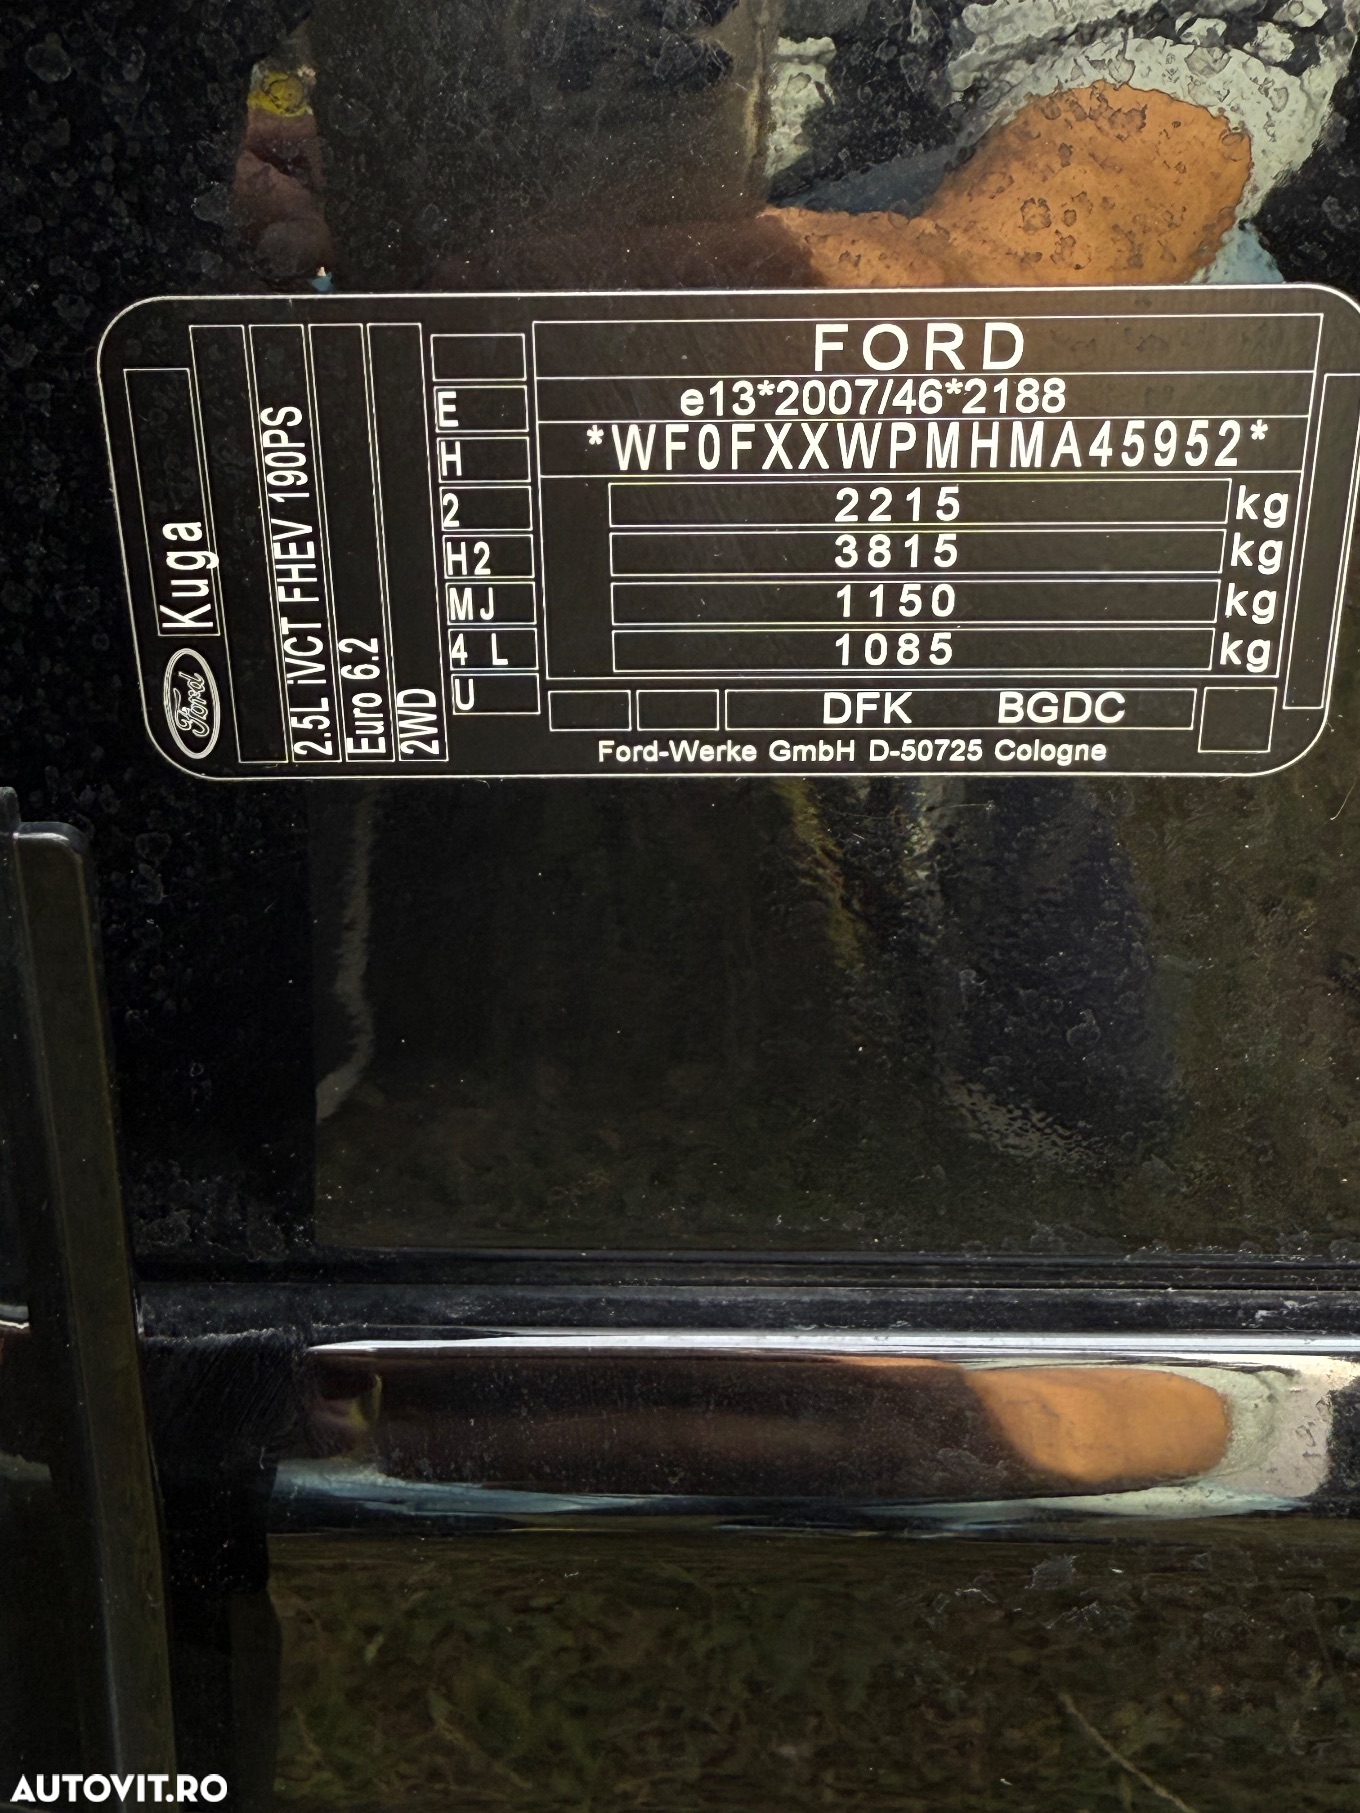 FORD
e13*2007/46*2188
*WF0FXXWPMHMA45952*
2215 kg
3815 kg
1150 kg
1085 kg
DFK BGDC
Ford-Werke GmbH D-50725 Cologne
E
H
2
H2
MJ
4 L
U
Ford
Kuga
2.5L iVCT FHEV 190PS
Euro 6.2
2WD
AUTOVIT.RO